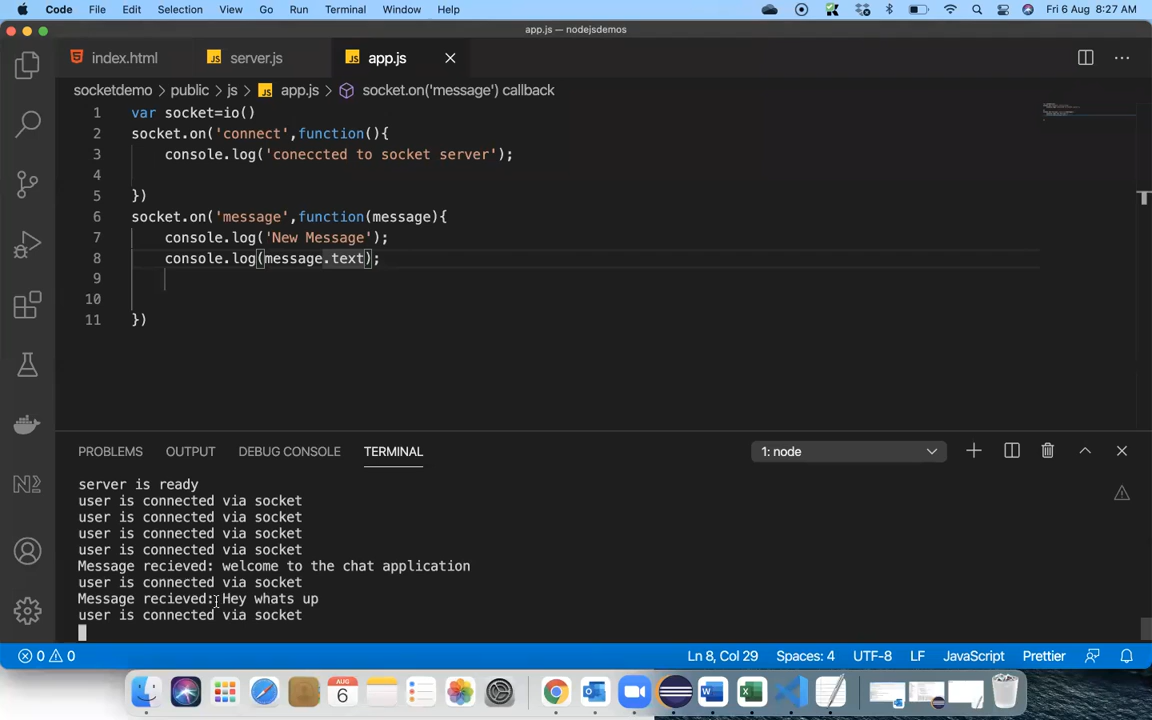 Code File Edit Selection View Go Run Terminal Window Help Fri 6 Aug 8:27 AM
app.js — nodejsdemos
index.html JS server.js JS app.js
socketdemo > public > js > JS app.js > socket.on('message') callback
1 var socket=io()
2 socket.on('connect',function(){
3 console.log('coneccted to socket server');
4
5 })
6 socket.on('message',function(message){
7 console.log('New Message');
8 console.log(message.text);
9
10
11 })
PROBLEMS OUTPUT DEBUG CONSOLE TERMINAL 1: node
server is ready
user is connected via socket
user is connected via socket
user is connected via socket
user is connected via socket
Message recieved: welcome to the chat application
user is connected via socket
Message recieved: Hey whats up
user is connected via socket
0 0 Ln 8, Col 29 Spaces: 4 UTF-8 LF JavaScript Prettier
AUG
6